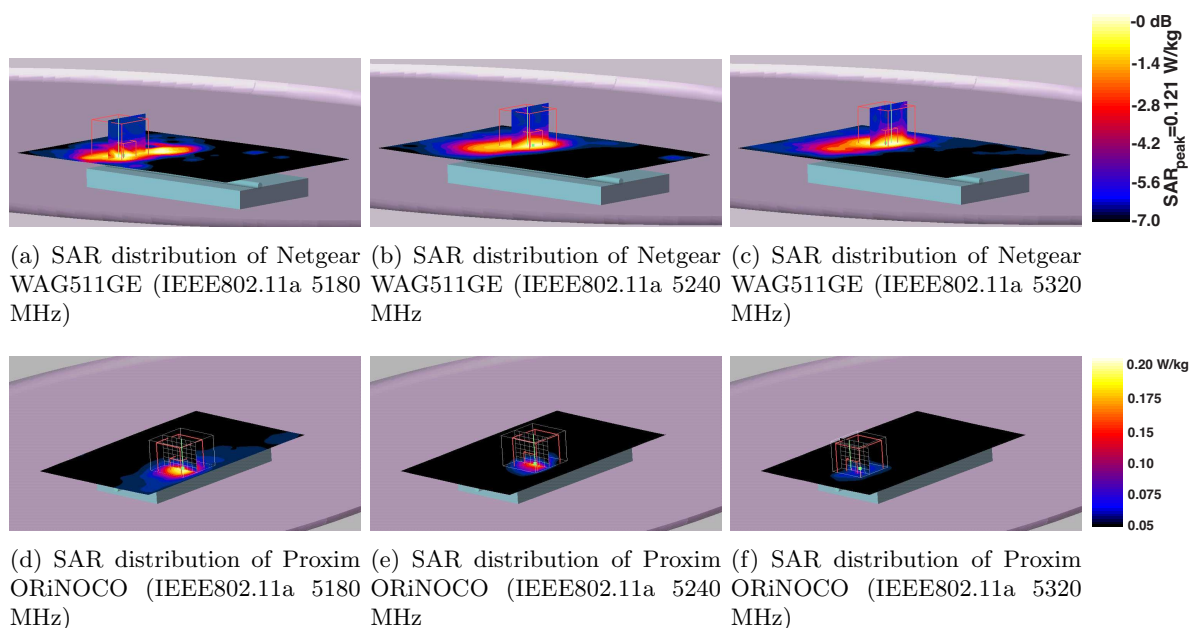 -0 dB
-1.4
-2.8
-4.2
-5.6
-7.0
SARpeak=0.121 W/kg
(a) SAR distribution of Netgear
WAG511GE (IEEE802.11a 5180
MHz)
(b) SAR distribution of Netgear
WAG511GE (IEEE802.11a 5240
MHz
(c) SAR distribution of Netgear
WAG511GE (IEEE802.11a 5320
MHz)
0.20 W/kg
0.15
0.10
0.075
0.05
(d) SAR distribution of Proxim
ORiNOCO (IEEE802.11a 5180
MHz)
(e) SAR distribution of Proxim
ORiNOCO (IEEE802.11a 5240
MHz
(f) SAR distribution of Proxim
ORiNOCO (IEEE802.11a 5320
MHz)